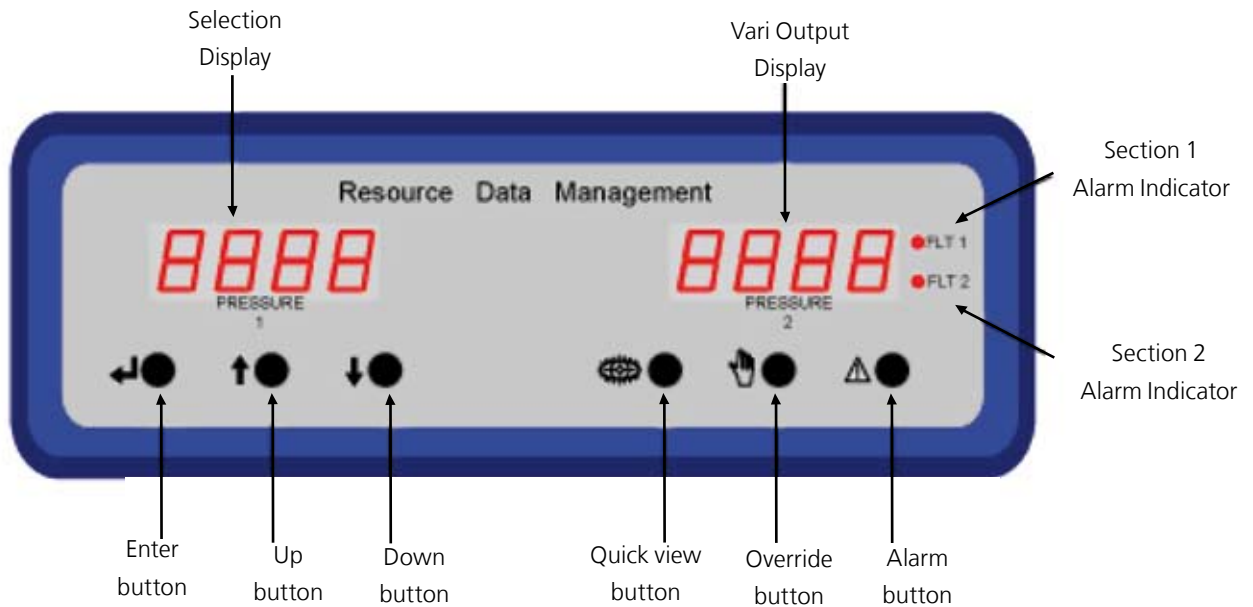 Selection
Display
Vari Output
Display
Section 1
Alarm Indicator
Resource Data Management
8888
8888
FLT 1
FLT 2
PRESSURE
1
PRESSURE
2
Section 2
Alarm Indicator
Enter
button
Up
button
Down
button
Quick view
button
Override
button
Alarm
button